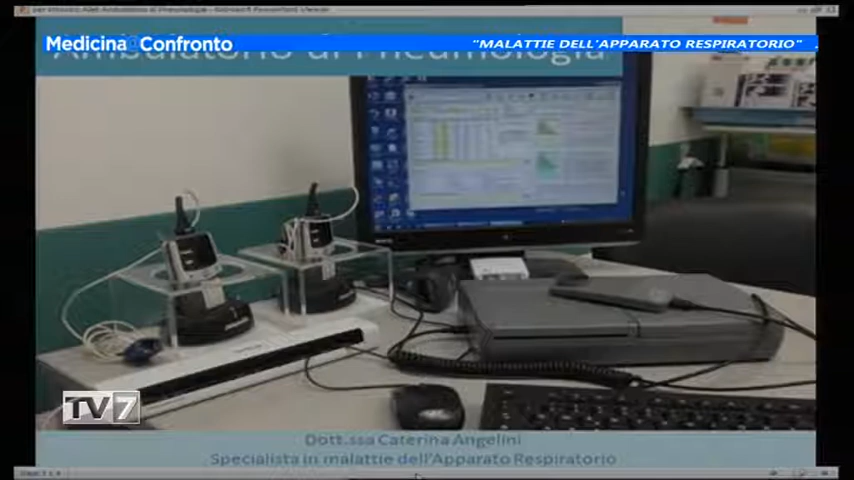 Medicina@Confronto
"MALATTIE DELL'APPARATO RESPIRATORIO"
Ambulatorio di Pneumologia
TV7
Dott.ssa Caterina Angelini
Specialista in malattie dell'Apparato Respiratorio